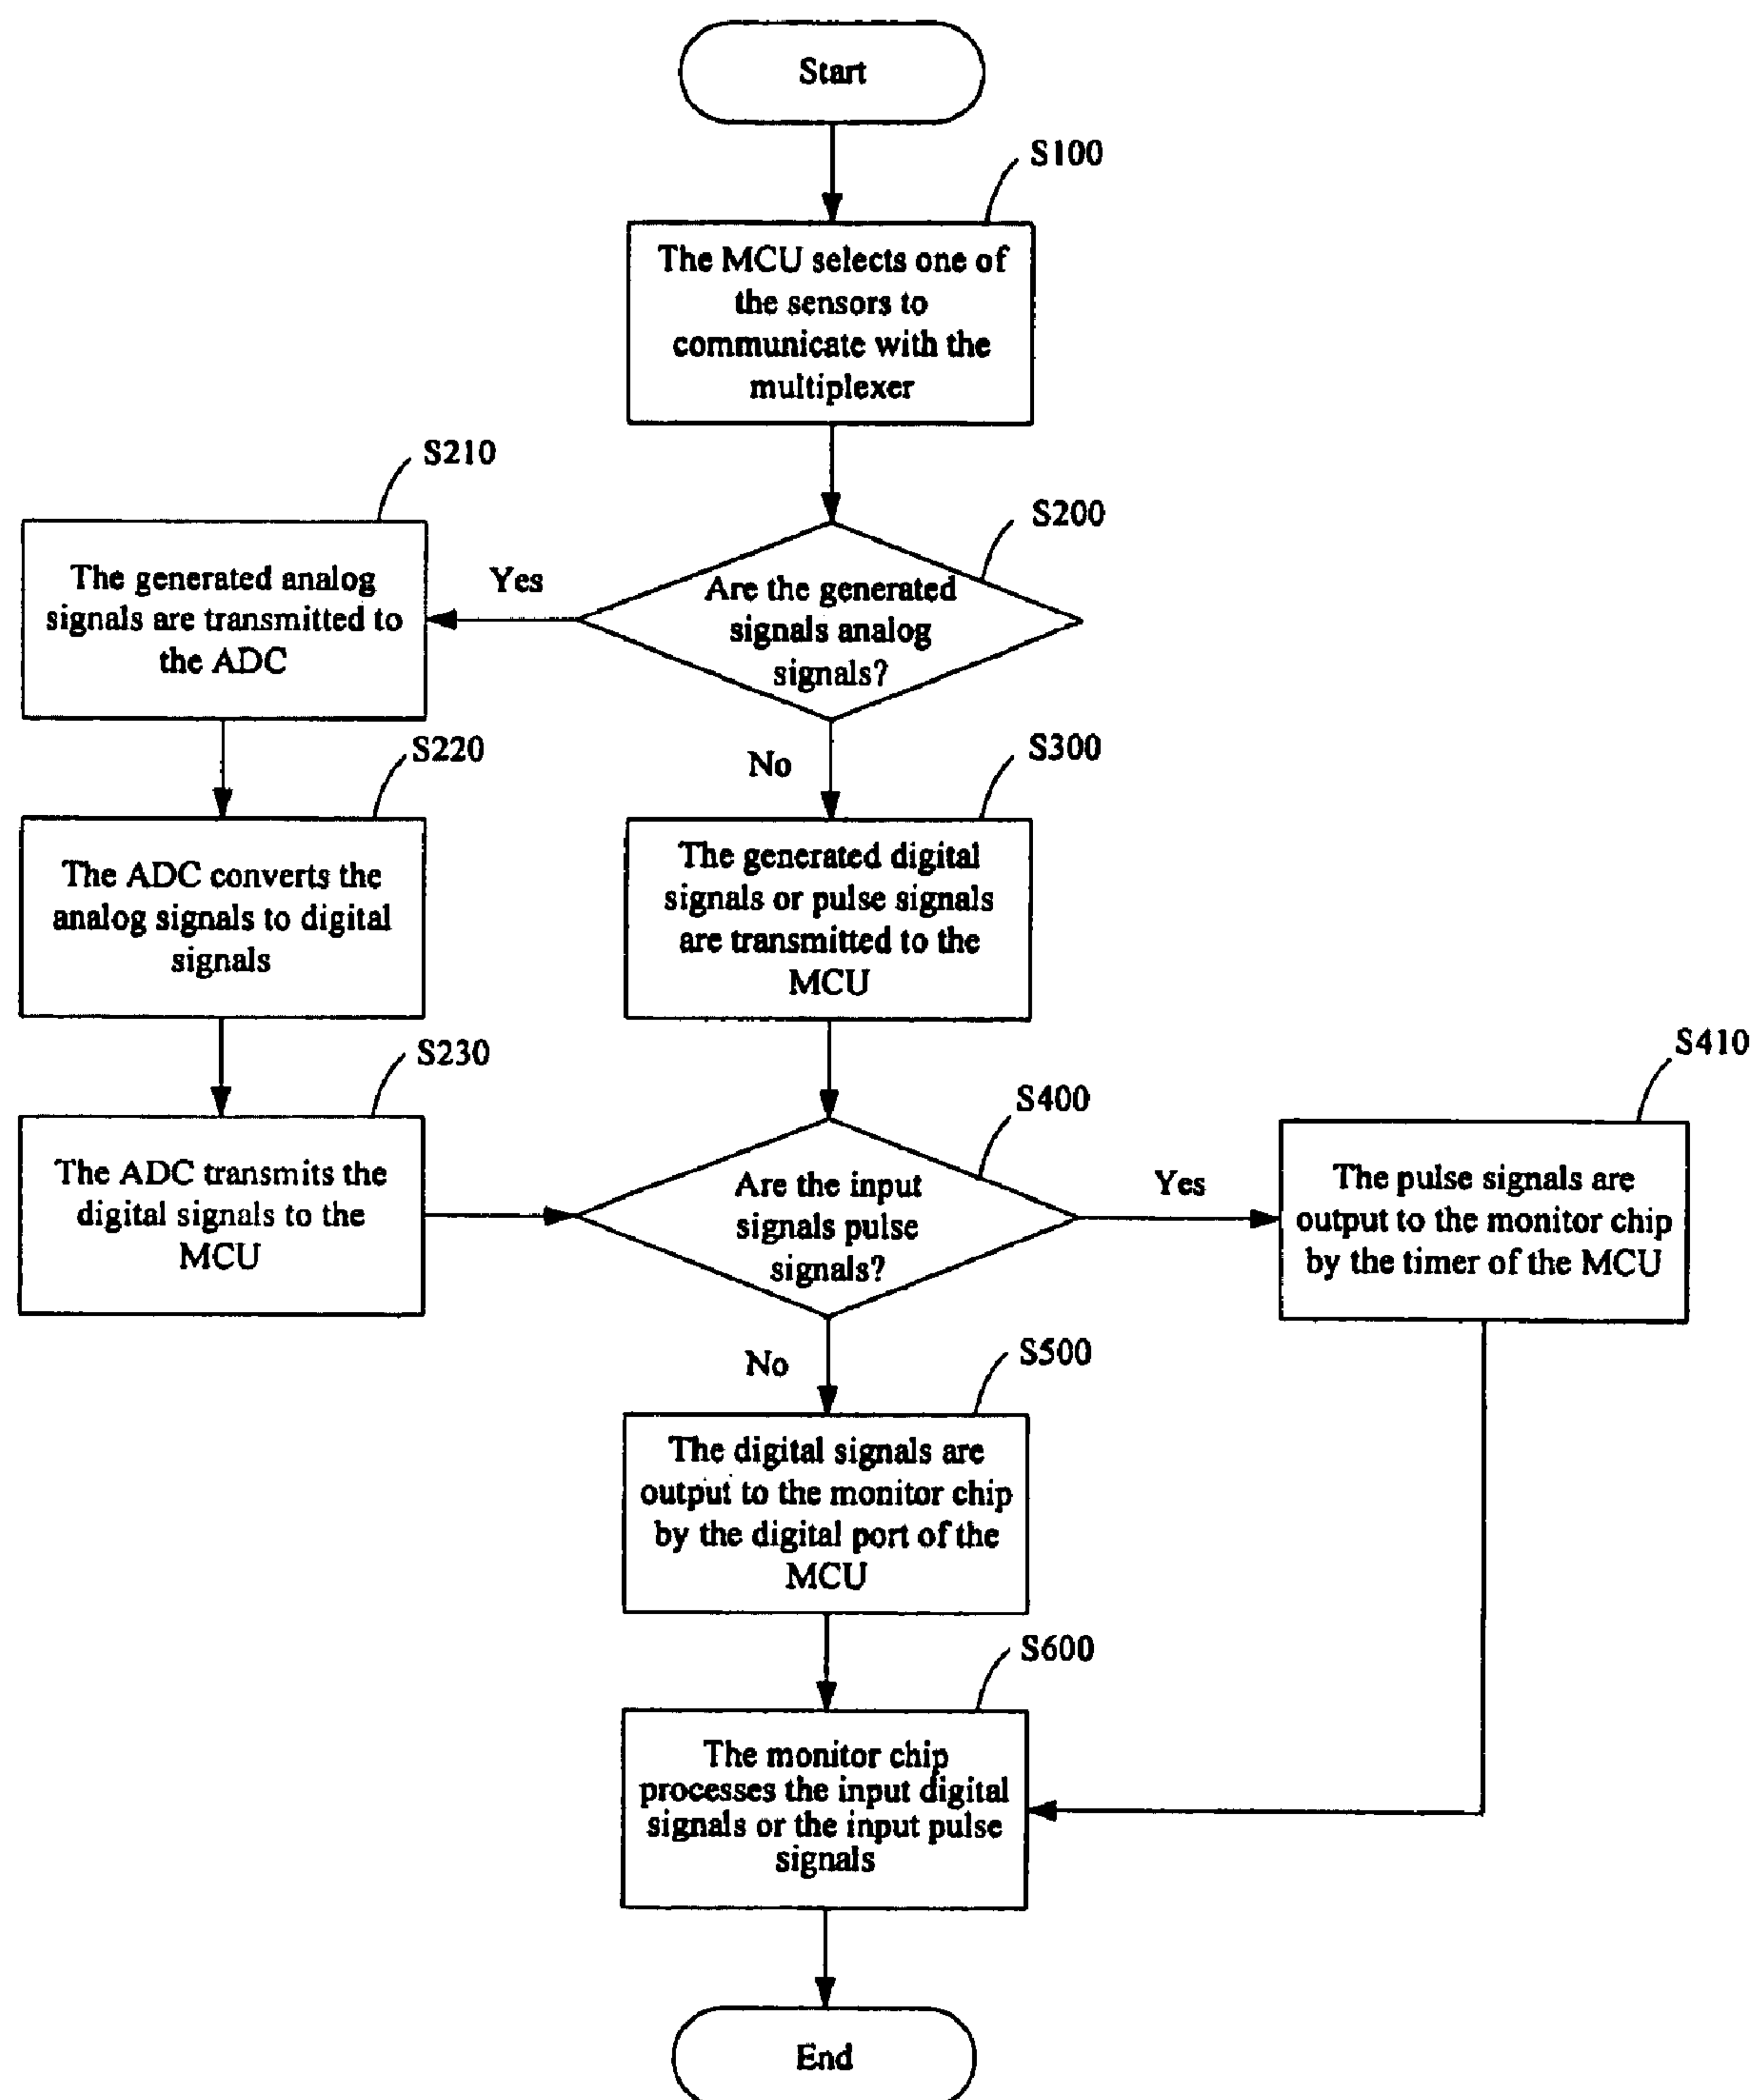 Start
S100
The MCU selects one of
the sensors to
communicate with the
multiplexer
S210
S200
The generated analog
signals are transmitted to
the ADC
Yes
Are the generated
signals analog
signals?
S220
No
S300
The ADC converts the
analog signals to digital
signals
The generated digital
signals or pulse signals
are transmitted to the
MCU
S230
S400
S410
The ADC transmits the
digital signals to the
MCU
Are the input
signals pulse
signals?
Yes
The pulse signals are
output to the monitor chip
by the timer of the MCU
No
S500
The digital signals are
output to the monitor chip
by the digital port of the
MCU
S600
The monitor chip
processes the input digital
signals or the input pulse
signals
End